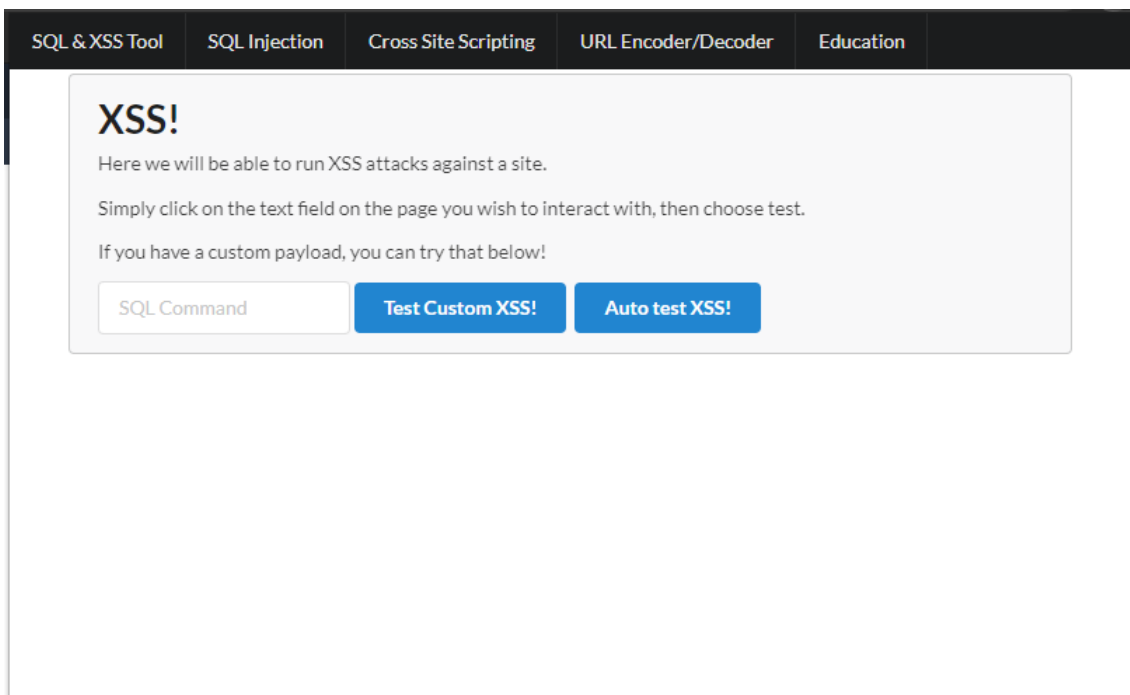 SQL & XSS Tool SQL Injection Cross Site Scripting URL Encoder/Decoder Education
XSS!
Here we will be able to run XSS attacks against a site.
Simply click on the text field on the page you wish to interact with, then choose test.
If you have a custom payload, you can try that below!
SQL Command Test Custom XSS! Auto test XSS!